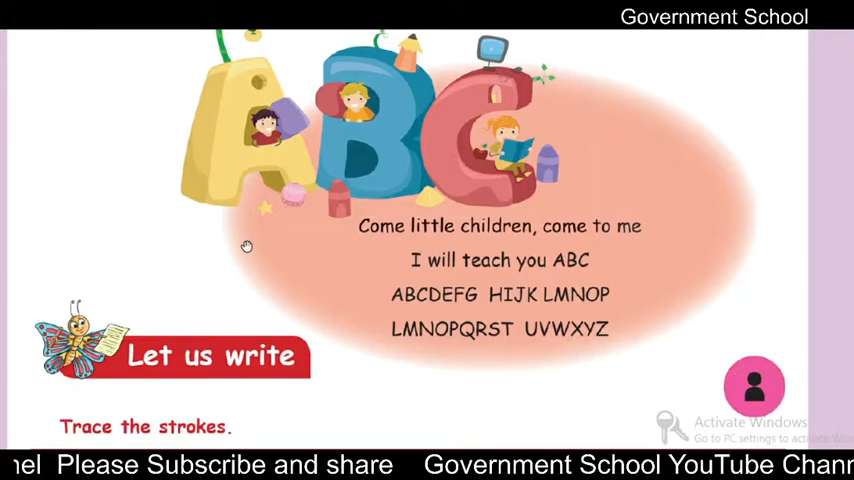 Government School
ABC
Come little children, come to me
I will teach you ABC
ABCDEFG HIJK LMNOP
LMNOPQRST UVWXYZ
Let us write
Trace the strokes.
Activate Windows
Go to PC settings to activate
nel Please Subscribe and share Government School YouTube Chann